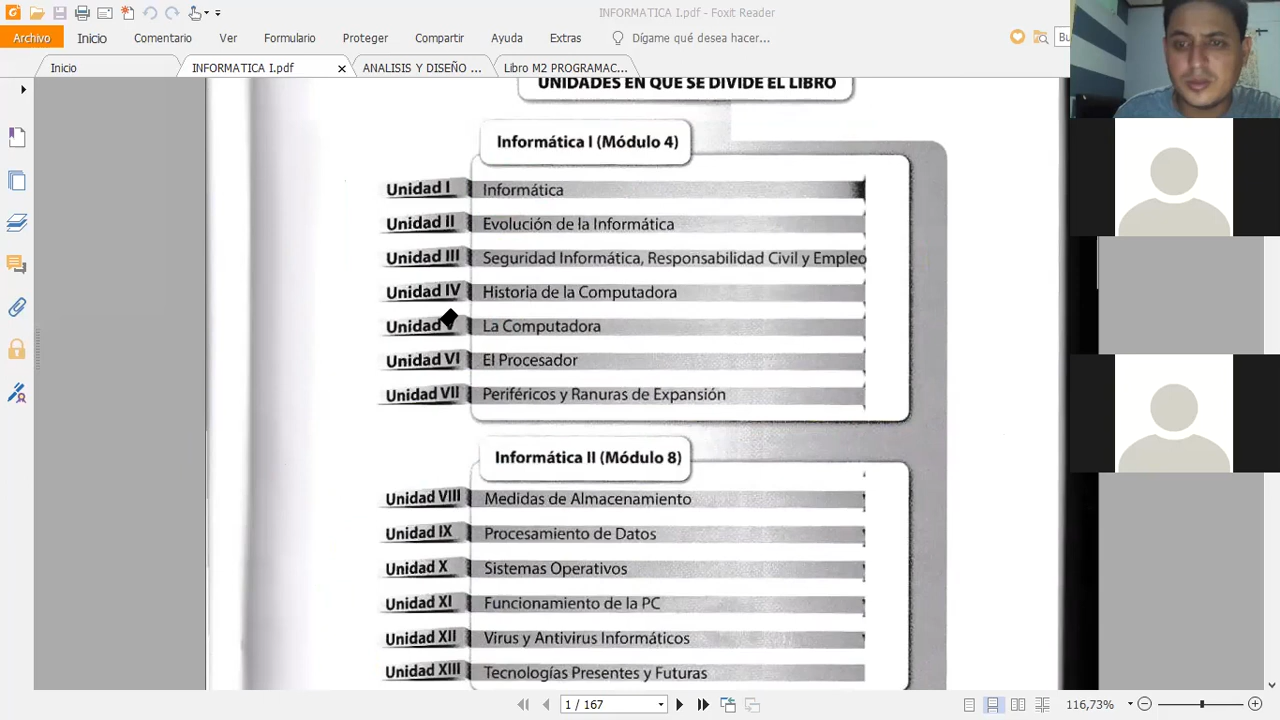 INFORMATICA I.pdf - Foxit Reader
Archivo Inicio Comentario Ver Formulario Proteger Compartir Ayuda Extras Dígame qué desea hacer... Bu
Inicio INFORMATICA I.pdf ANALISIS Y DISEÑO ... Libro M2 PROGRAMAC...
UNIDADES EN QUE SE DIVIDE EL LIBRO
Informática I (Módulo 4)
Unidad I Informática
Unidad II Evolución de la Informática
Unidad III Seguridad Informática, Responsabilidad Civil y Empleo
Unidad IV Historia de la Computadora
Unidad V La Computadora
Unidad VI El Procesador
Unidad VII Periféricos y Ranuras de Expansión
Informática II (Módulo 8)
Unidad VIII Medidas de Almacenamiento
Unidad IX Procesamiento de Datos
Unidad X Sistemas Operativos
Unidad XI Funcionamiento de la PC
Unidad XII Virus y Antivirus Informáticos
Unidad XIII Tecnologías Presentes y Futuras
1 / 167
116,73%